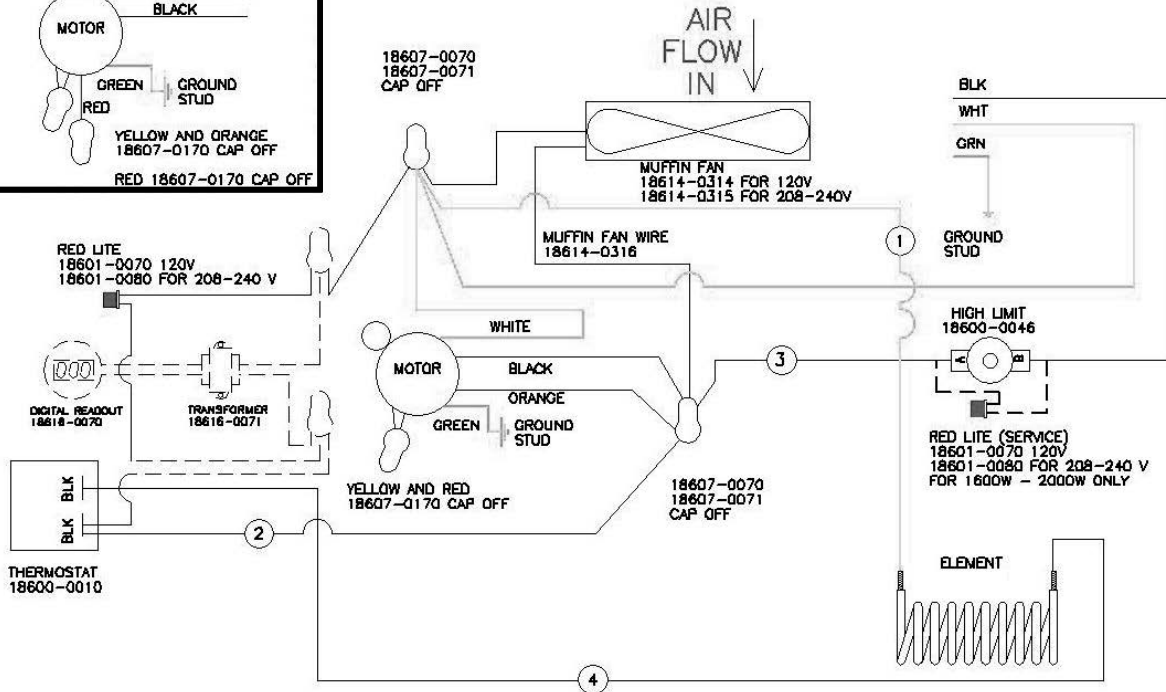 BLACK
MOTOR
GREEN
GROUND
STUD
RED
YELLOW AND ORANGE
18607-0170 CAP OFF
RED 18607-0170 CAP OFF
18607-0070
18607-0071
CAP OFF
AIR
FLOW
IN
MUFFIN FAN
18614-0314 FOR 120V
18614-0315 FOR 208-240V
MUFFIN FAN WIRE
18614-0316
BLK
WHT
GRN
GROUND
STUD
1
RED LITE
18601-0070 120V
18601-0080 FOR 208-240 V
HIGH LIMIT
18600-0046
A
B
WHITE
MOTOR
BLACK
ORANGE
GREEN
GROUND
STUD
3
000
DIGITAL READOUT
18616-0070
TRANSFORMER
18616-0071
RED LITE (SERVICE)
18601-0070 120V
18601-0080 FOR 208-240 V
FOR 1600W - 2000W ONLY
YELLOW AND RED
18607-0170 CAP OFF
18607-0070
18607-0071
CAP OFF
BLK
BLK
2
THERMOSTAT
18600-0010
ELEMENT
4